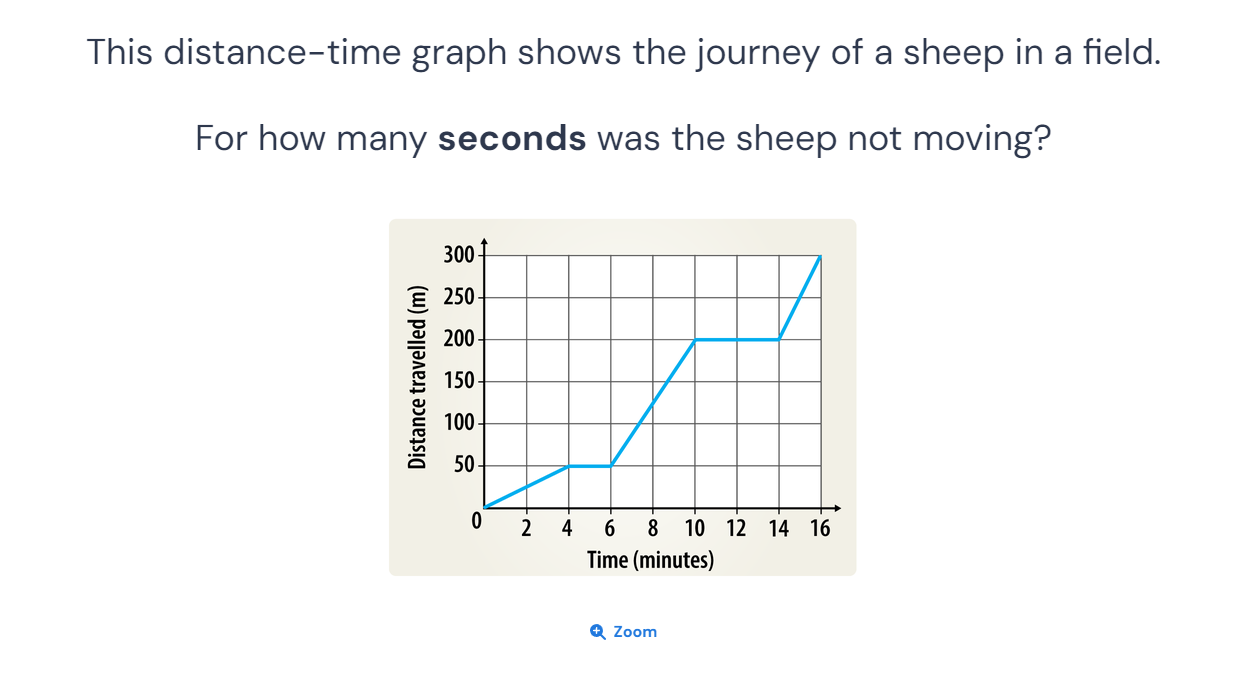 This distance-time graph shows the journey of a sheep in a field.
For how many seconds was the sheep not moving?
300
250
200
150
100
50
0
Distance travelled (m)
2 4 6 8 10 12 14 16
Time (minutes)
Zoom